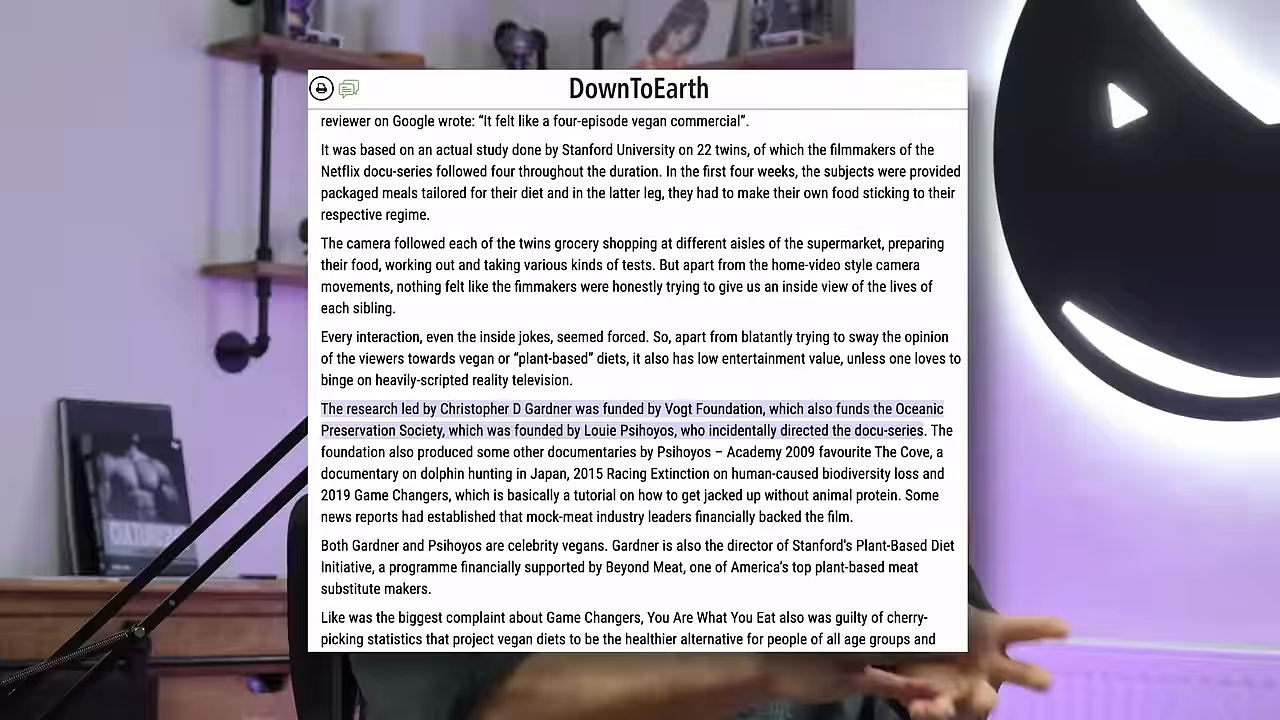 DownToEarth
reviewer on Google wrote: “It felt like a four-episode vegan commercial”.
It was based on an actual study done by Stanford University on 22 twins, of which the filmmakers of the
Netflix docu-series followed four throughout the duration. In the first four weeks, the subjects were provided
packaged meals tailored for their diet and in the latter leg, they had to make their own food sticking to their
respective regime.
The camera followed each of the twins grocery shopping at different aisles of the supermarket, preparing
their food, working out and taking various kinds of tests. But apart from the home-video style camera
movements, nothing felt like the fimmakers were honestly trying to give us an inside view of the lives of
each sibling.
Every interaction, even the inside jokes, seemed forced. So, apart from blatantly trying to sway the opinion
of the viewers towards vegan or “plant-based” diets, it also has low entertainment value, unless one loves to
binge on heavily-scripted reality television.
The research led by Christopher D Gardner was funded by Vogt Foundation, which also funds the Oceanic
Preservation Society, which was founded by Louie Psihoyos, who incidentally directed the docu-series. The
foundation also produced some other documentaries by Psihoyos – Academy 2009 favourite The Cove, a
documentary on dolphin hunting in Japan, 2015 Racing Extinction on human-caused biodiversity loss and
2019 Game Changers, which is basically a tutorial on how to get jacked up without animal protein. Some
news reports had established that mock-meat industry leaders financially backed the film.
Both Gardner and Psihoyos are celebrity vegans. Gardner is also the director of Stanford's Plant-Based Diet
Initiative, a programme financially supported by Beyond Meat, one of America’s top plant-based meat
substitute makers.
Like was the biggest complaint about Game Changers, You Are What You Eat also was guilty of cherry-
picking statistics that project vegan diets to be the healthier alternative for people of all age groups and